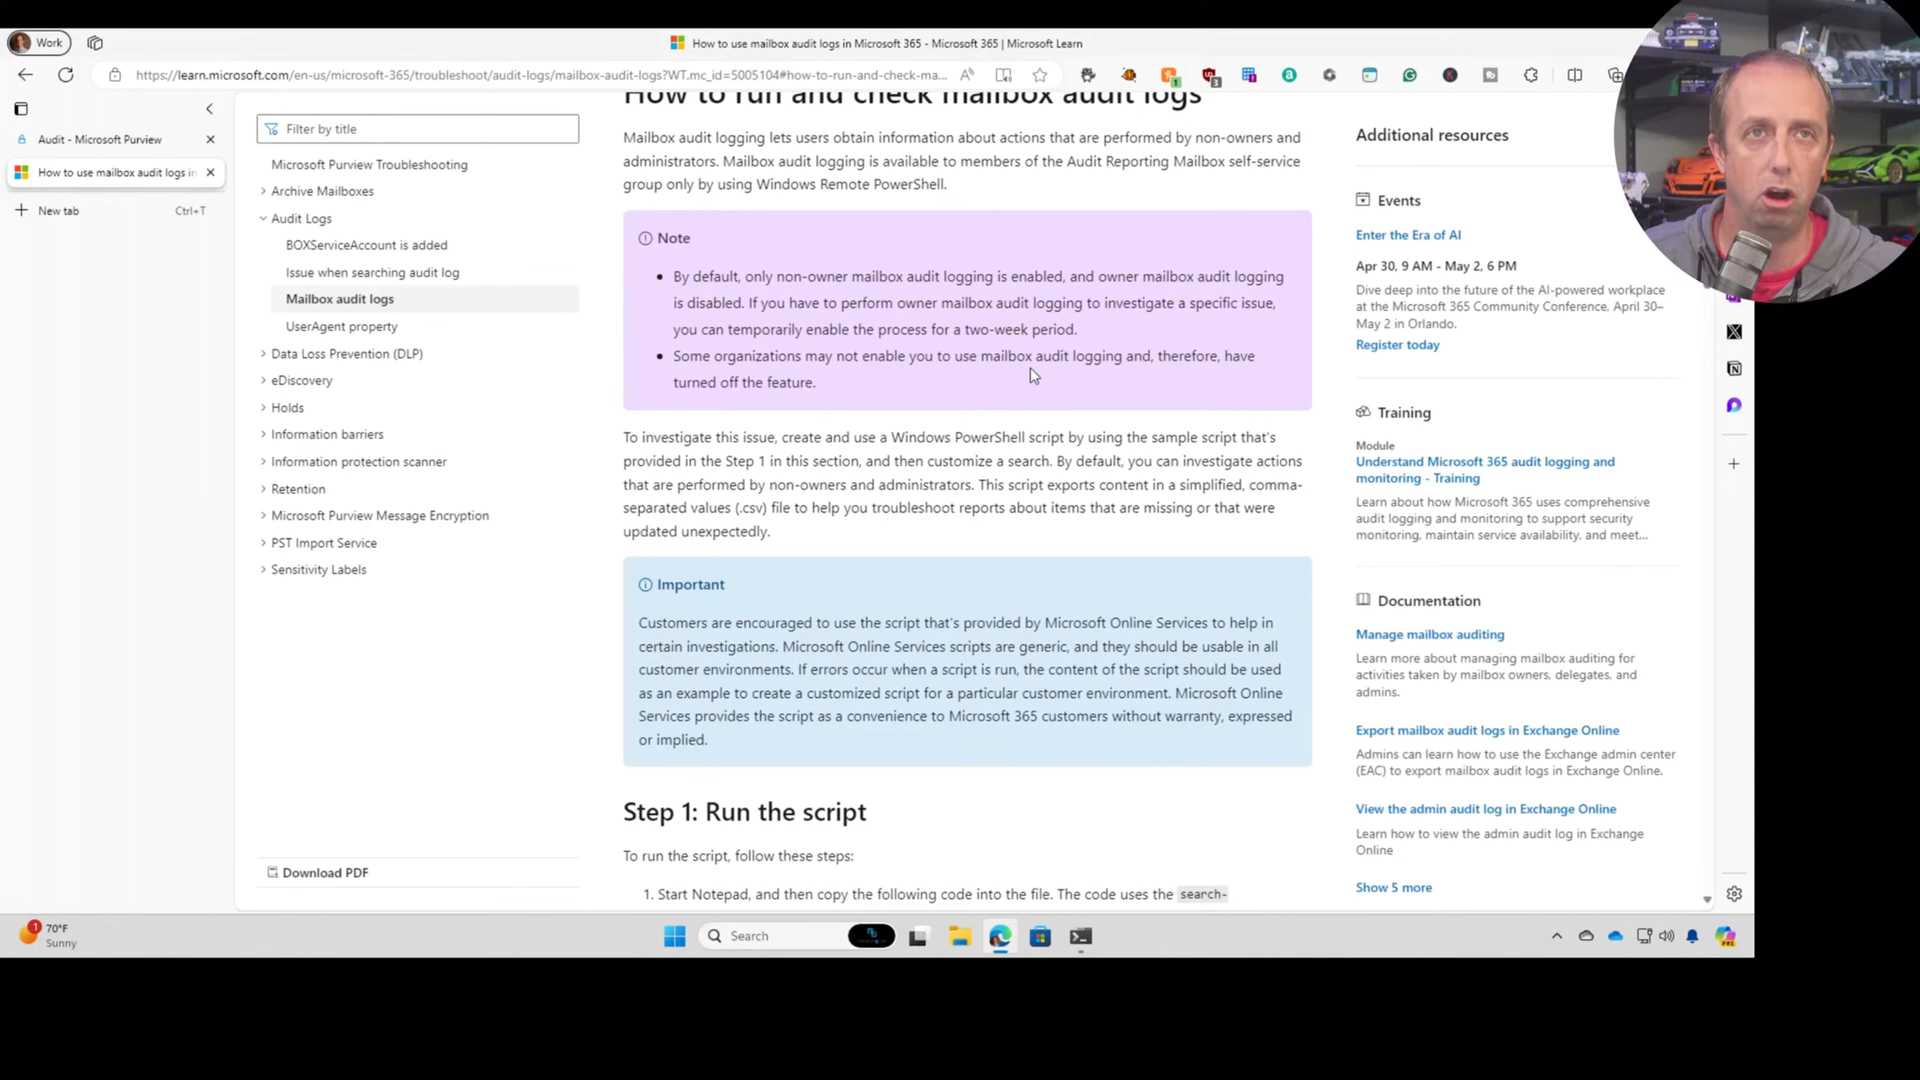 Work
How to use mailbox audit logs in Microsoft 365 - Microsoft 365 | Microsoft Learn
https://learn.microsoft.com/en-us/microsoft-365/troubleshoot/audit-logs/mailbox-audit-logs?WT.mc_id=5005104#how-to-run-and-check-ma...
Audit - Microsoft Purview
How to use mailbox audit logs in
New tab
Ctrl+T
Filter by title
Microsoft Purview Troubleshooting
Archive Mailboxes
Audit Logs
BOXServiceAccount is added
Issue when searching audit log
Mailbox audit logs
UserAgent property
Data Loss Prevention (DLP)
eDiscovery
Holds
Information barriers
Information protection scanner
Retention
Microsoft Purview Message Encryption
PST Import Service
Sensitivity Labels
Download PDF
How to run and check mailbox audit logs
Mailbox audit logging lets users obtain information about actions that are performed by non-owners and
administrators. Mailbox audit logging is available to members of the Audit Reporting Mailbox self-service
group only by using Windows Remote PowerShell.
Note
• By default, only non-owner mailbox audit logging is enabled, and owner mailbox audit logging
is disabled. If you have to perform owner mailbox audit logging to investigate a specific issue,
you can temporarily enable the process for a two-week period.
• Some organizations may not enable you to use mailbox audit logging and, therefore, have
turned off the feature.
To investigate this issue, create and use a Windows PowerShell script by using the sample script that's
provided in the Step 1 in this section, and then customize a search. By default, you can investigate actions
that are performed by non-owners and administrators. This script exports content in a simplified, comma-
separated values (.csv) file to help you troubleshoot reports about items that are missing or that were
updated unexpectedly.
Important
Customers are encouraged to use the script that's provided by Microsoft Online Services to help in
certain investigations. Microsoft Online Services scripts are generic, and they should be usable in all
customer environments. If errors occur when a script is run, the content of the script should be used
as an example to create a customized script for a particular customer environment. Microsoft Online
Services provides the script as a convenience to Microsoft 365 customers without warranty, expressed
or implied.
Step 1: Run the script
To run the script, follow these steps:
1. Start Notepad, and then copy the following code into the file. The code uses the search-
Additional resources
Events
Enter the Era of AI
Apr 30, 9 AM - May 2, 6 PM
Dive deep into the future of the AI-powered workplace
at the Microsoft 365 Community Conference, April 30–
May 2 in Orlando.
Register today
Training
Module
Understand Microsoft 365 audit logging and
monitoring - Training
Learn about how Microsoft 365 uses comprehensive
audit logging and monitoring to support security
monitoring, maintain service availability, and meet...
Documentation
Manage mailbox auditing
Learn more about managing mailbox auditing for
activities taken by mailbox owners, delegates, and
admins.
Export mailbox audit logs in Exchange Online
Admins can learn how to use the Exchange admin center
(EAC) to export mailbox audit logs in Exchange Online.
View the admin audit log in Exchange Online
Learn how to view the admin audit log in Exchange
Online
Show 5 more
1
70°F
Sunny
Search
PRE